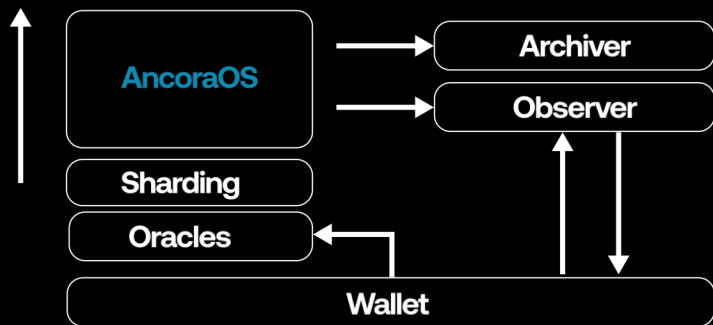 AncoraOS
Archiver
Observer
Sharding
Oracles
Wallet